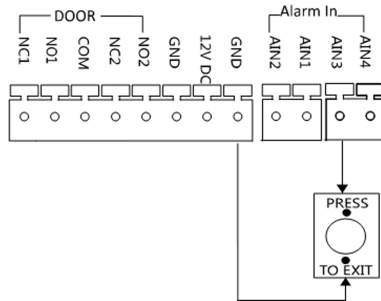 DOOR
Alarm In
NC1
NO1
COM
NC2
NO2
GND
12V DC
GND
AIN2
AIN1
AIN3
AIN4
PRESS
TO EXIT